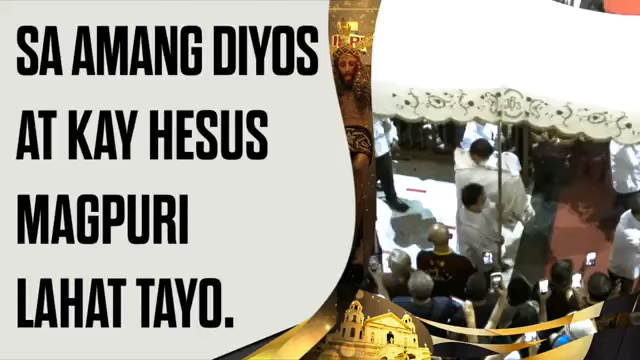 SA AMANG DIYOS
AT KAY HESUS
MAGPURI
LAHAT TAYO.